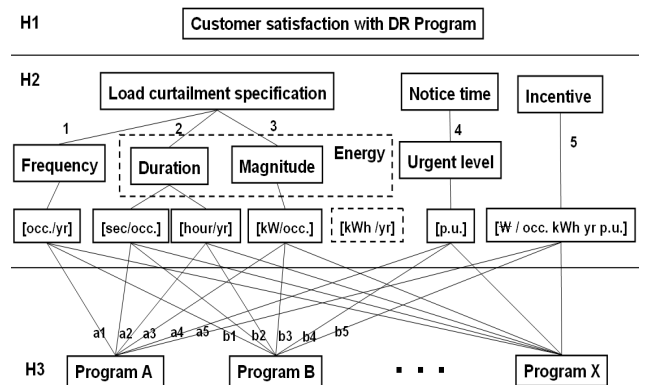 H1
Customer satisfaction with DR Program
H2
Load curtailment specification
Notice time
Incentive
1
2
3
4
5
Frequency
Duration
Magnitude
Energy
Urgent level
[occ./yr]
[sec/occ.]
[hour/yr]
[kW/occ.]
[kWh /yr]
[p.u.]
[₩ / occ. kWh yr p.u.]
a1 a2 a3 a4 a5 b1 b2 b3 b4 b5
H3
Program A
Program B
▪ ▪ ▪
Program X